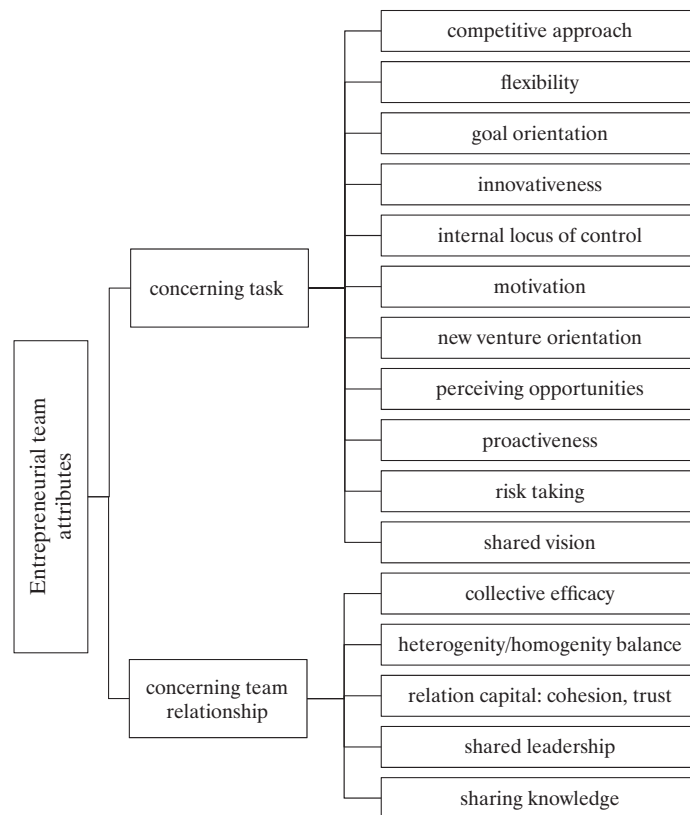 Entrepreneurial team
attributes
concerning task
competitive approach
flexibility
goal orientation
innovativeness
internal locus of control
motivation
new venture orientation
perceiving opportunities
proactiveness
risk taking
shared vision
concerning team
relationship
collective efficacy
heterogenity/homogenity balance
relation capital: cohesion, trust
shared leadership
sharing knowledge